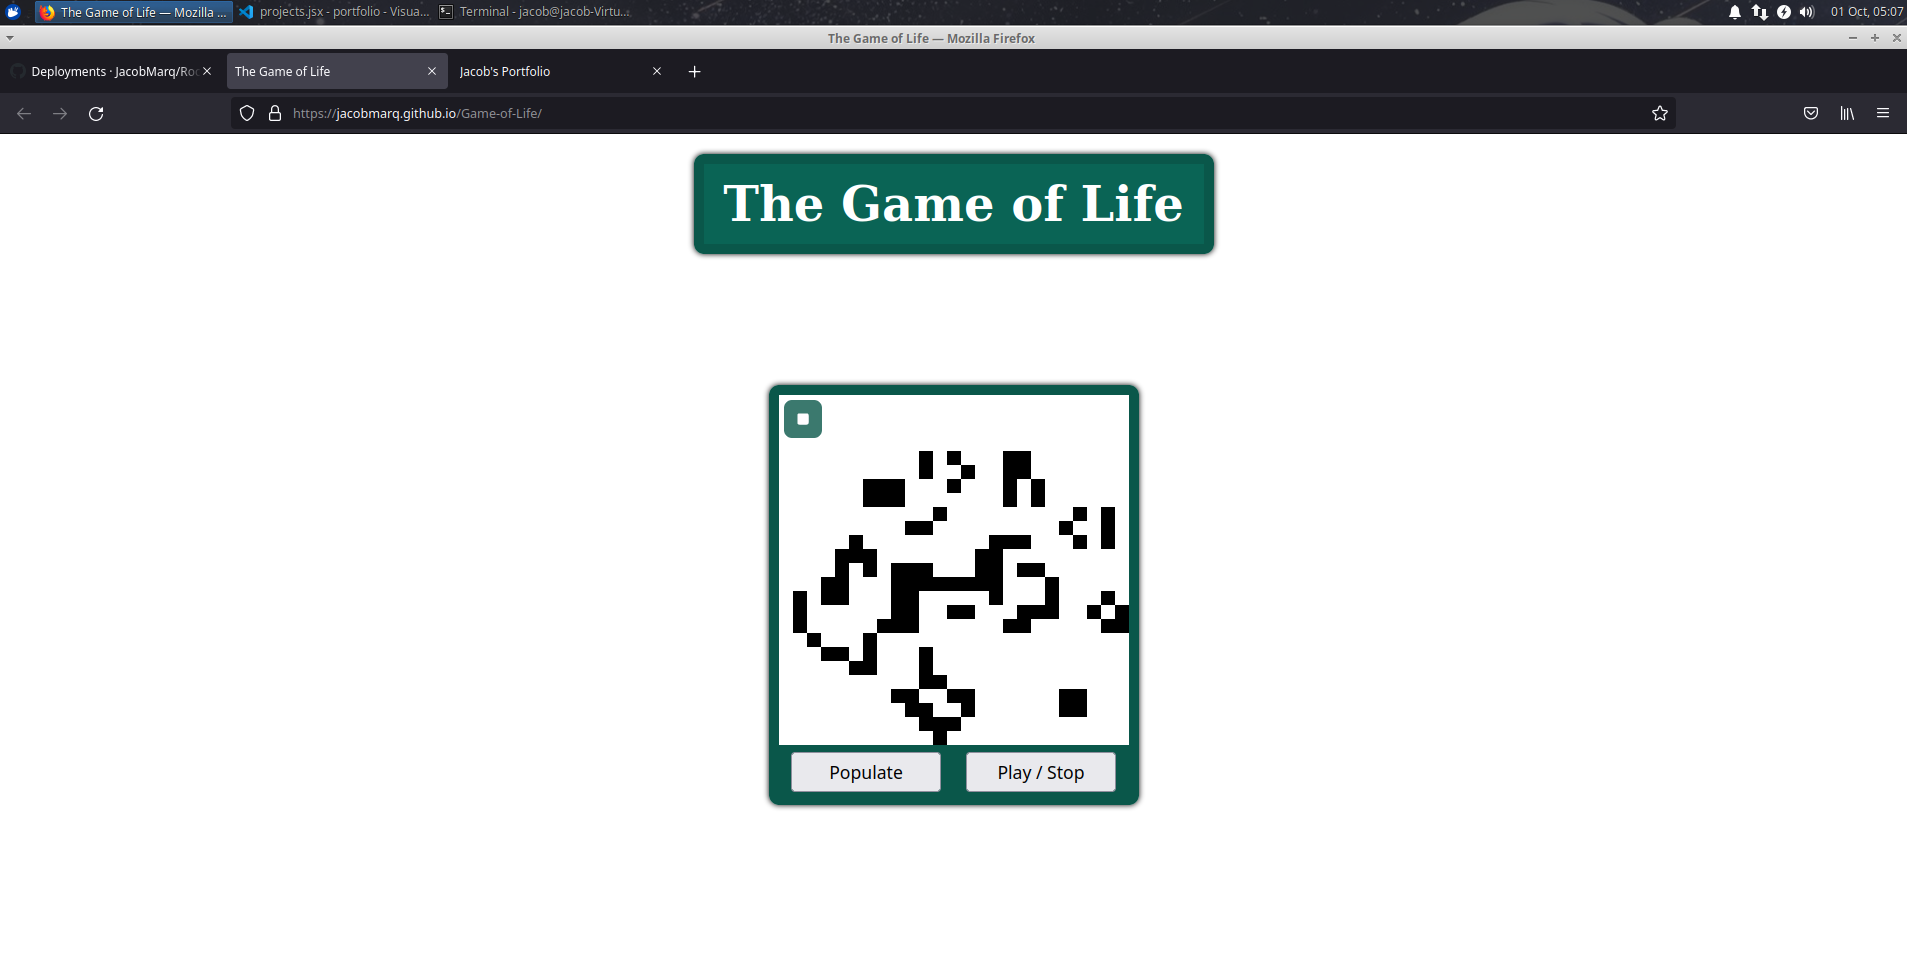 The Game of Life — Mozilla ...
projects.jsx - portfolio - Visua...
Terminal - jacob@jacob-Virtu...
01 Oct, 05:07
The Game of Life — Mozilla Firefox
Deployments · JacobMarq/Roc
The Game of Life
Jacob's Portfolio
https://jacobmarq.github.io/Game-of-Life/
The Game of Life
Populate
Play / Stop